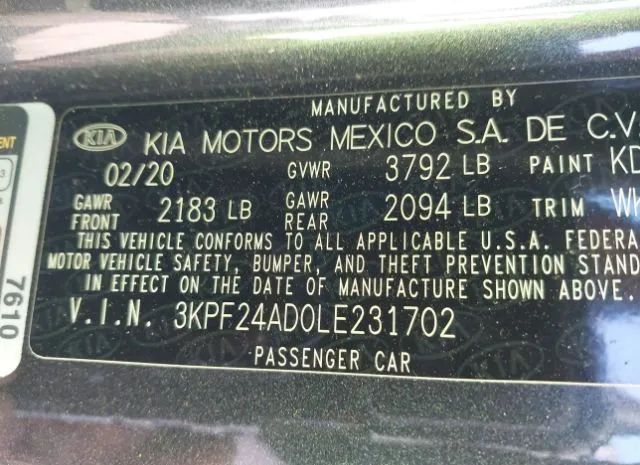 MANUFACTURED BY
KIA KIA MOTORS MEXICO S.A. DE C.V.
02/20 GVWR 3792 LB PAINT KD
GAWR FRONT 2183 LB GAWR REAR 2094 LB TRIM WK
THIS VEHICLE CONFORMS TO ALL APPLICABLE U.S.A. FEDERA
MOTOR VEHICLE SAFETY, BUMPER, AND THEFT PREVENTION STAND
IN EFFECT ON THE DATE OF MANUFACTURE SHOWN ABOVE.
V.I.N. 3KPF24AD0LE231702
PASSENGER CAR
7610